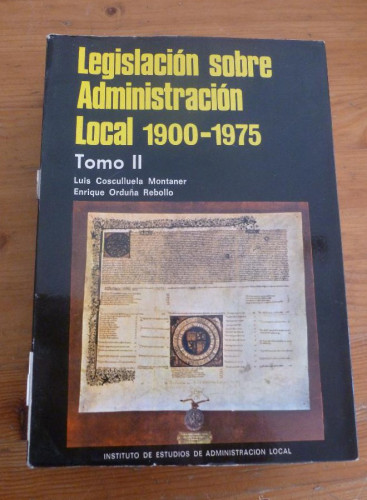 Legislación sobre
Administración
Local 1900-1975
Tomo II
Luis Cosculluela Montaner
Enrique Orduña Rebollo
INSTITUTO DE ESTUDIOS DE ADMINISTRACION LOCAL